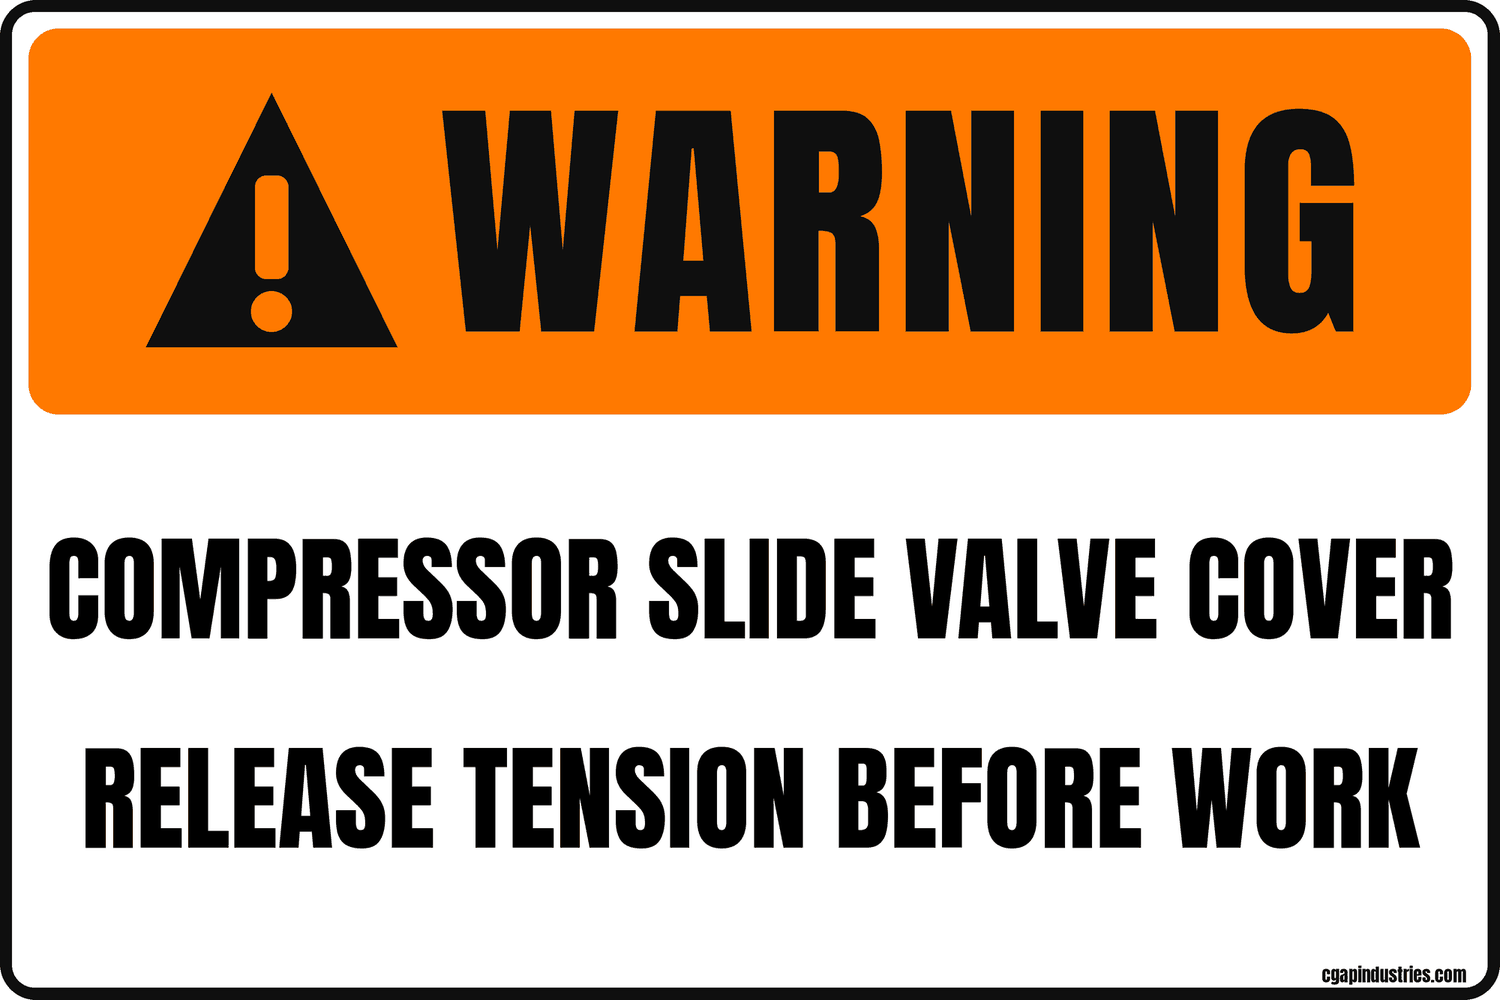 WARNING
COMPRESSOR SLIDE VALVE COVER
RELEASE TENSION BEFORE WORK
cgapindustries.com